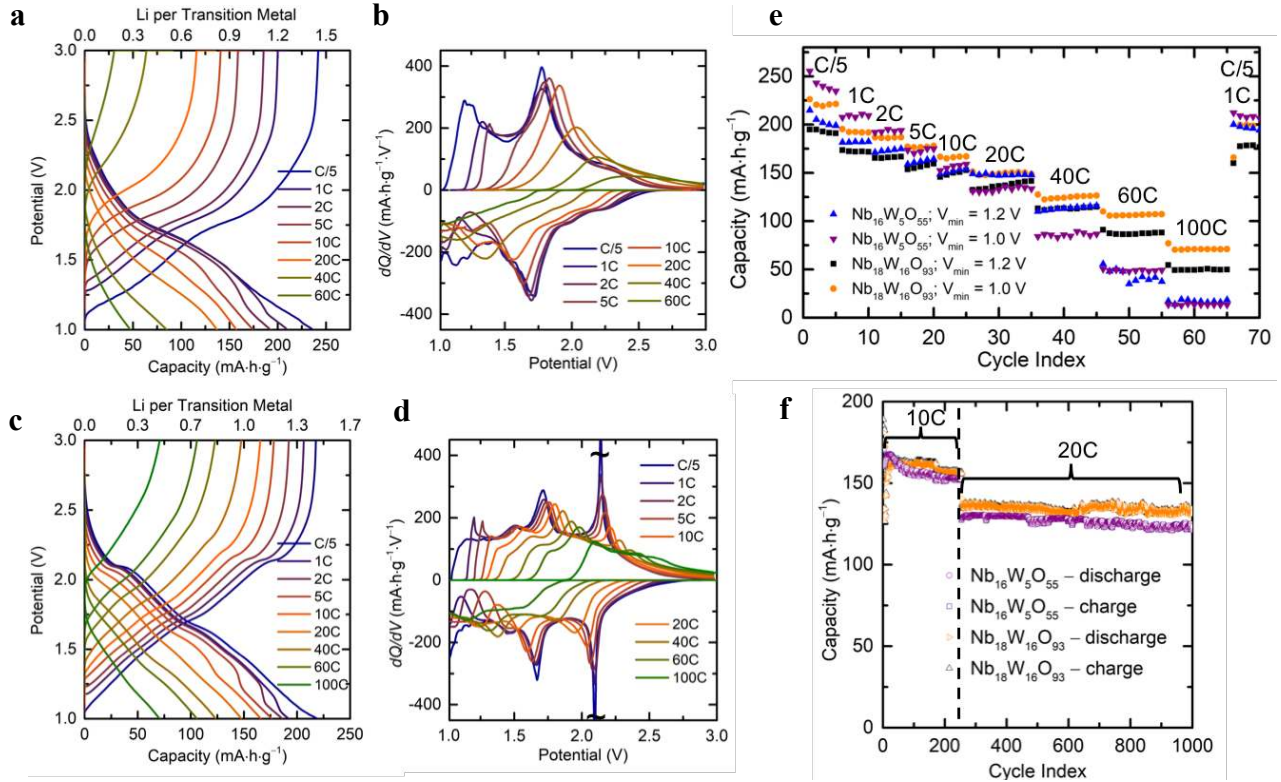 a
Li per Transition Metal
0.0 0.3 0.6 0.9 1.2 1.5
3.0
2.5
2.0
1.5
1.0
Potential (V)
C/5
1C
2C
5C
10C
20C
40C
60C
0 50 100 150 200 250
Capacity (mA·h·g⁻¹)
b
400
200
0
-200
-400
dQ/dV (mA·h·g⁻¹·V⁻¹)
C/5 10C
1C 20C
2C 40C
5C 60C
1.0 1.5 2.0 2.5 3.0
Potential (V)
e
250
200
150
100
50
0
Capacity (mA·h·g⁻¹)
C/5
1C
2C
5C
10C
20C
40C
60C
100C
C/5
1C
Nb₁₆W₅O₅₅; Vₘᵢₙ = 1.2 V
Nb₁₆W₅O₅₅; Vₘᵢₙ = 1.0 V
Nb₁₈W₁₆O₉₃; Vₘᵢₙ = 1.2 V
Nb₁₈W₁₆O₉₃; Vₘᵢₙ = 1.0 V
0 10 20 30 40 50 60 70
Cycle Index
c
Li per Transition Metal
0.0 0.3 0.7 1.0 1.3 1.7
3.0
2.5
2.0
1.5
1.0
Potential (V)
C/5
1C
2C
5C
10C
20C
40C
60C
100C
0 50 100 150 200 250
Capacity (mA·h·g⁻¹)
d
400
200
0
-200
-400
dQ/dV (mA·h·g⁻¹·V⁻¹)
C/5
1C
2C
5C
10C
20C
40C
60C
100C
1.0 1.5 2.0 2.5 3.0
Potential (V)
f
200
150
100
50
0
Capacity (mA·h·g⁻¹)
10C
20C
Nb₁₆W₅O₅₅ – discharge
Nb₁₆W₅O₅₅ – charge
Nb₁₈W₁₆O₉₃ – discharge
Nb₁₈W₁₆O₉₃ – charge
0 200 400 600 800 1000
Cycle Index